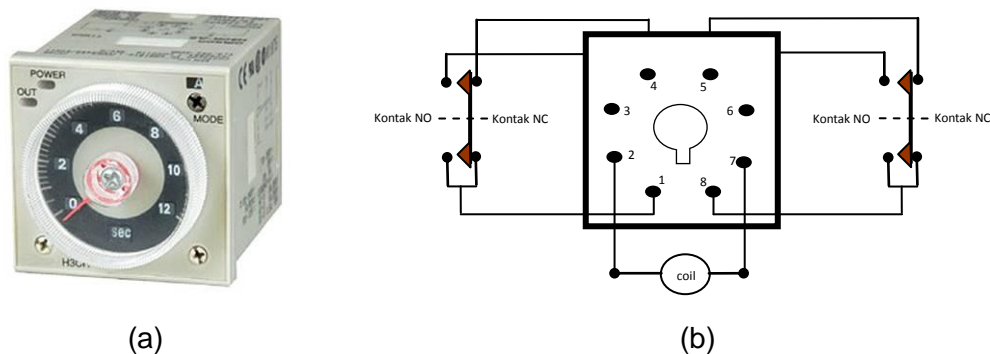 POWER
OUT
A
MODE
0
2
4
6
8
10
12
sec
4
5
3
6
2
7
1
8
Kontak NO
Kontak NC
Kontak NO
Kontak NC
coil
(a)
(b)